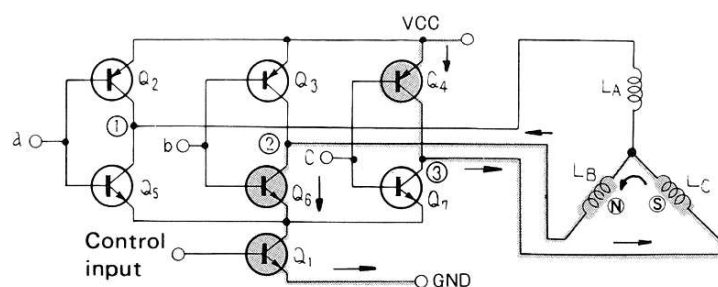 VCC
Q2
Q3
Q4
LA
1
a
b
2
C
3
LB
LC
N
S
Q5
Q6
Q7
Control
input
Q1
GND